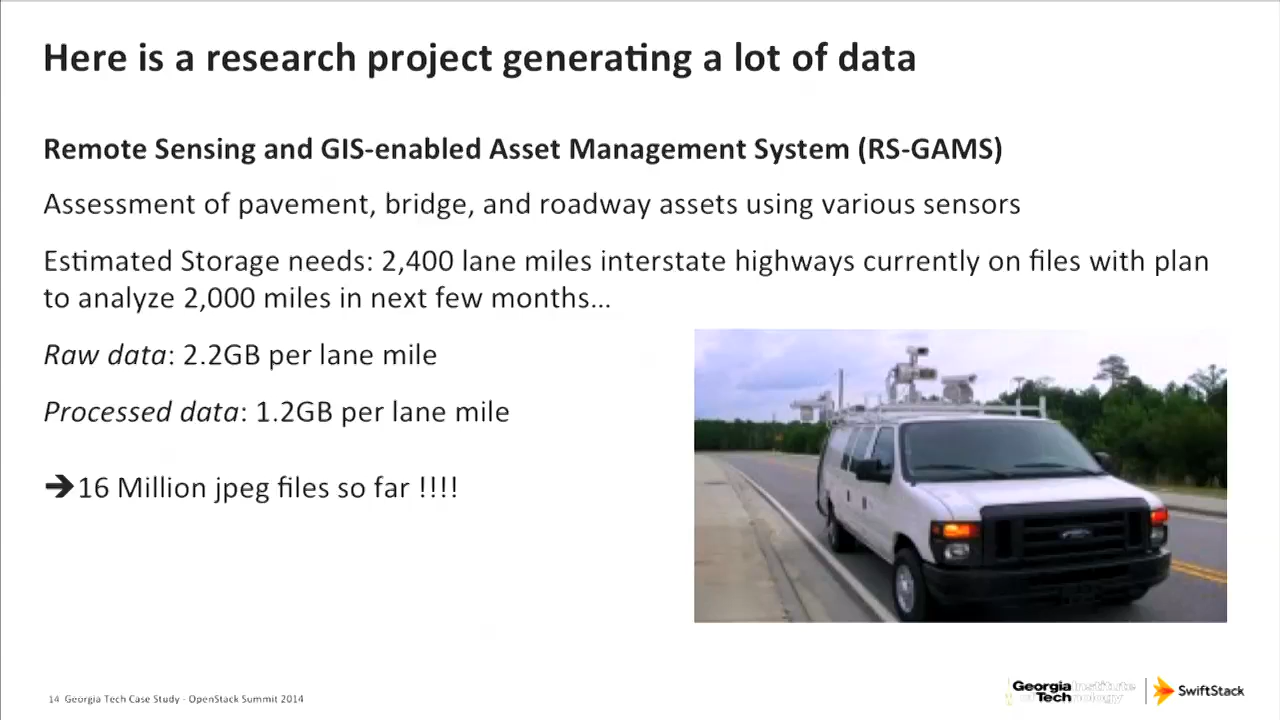 Here is a research project generating a lot of data
Remote Sensing and GIS-enabled Asset Management System (RS-GAMS)
Assessment of pavement, bridge, and roadway assets using various sensors
Estimated Storage needs: 2,400 lane miles interstate highways currently on files with plan
to analyze 2,000 miles in next few months...
Raw data: 2.2GB per lane mile
Processed data: 1.2GB per lane mile
➔16 Million jpeg files so far !!!!
14 Georgia Tech Case Study - OpenStack Summit 2014
Georgia Institute
of Technology
SwiftStack